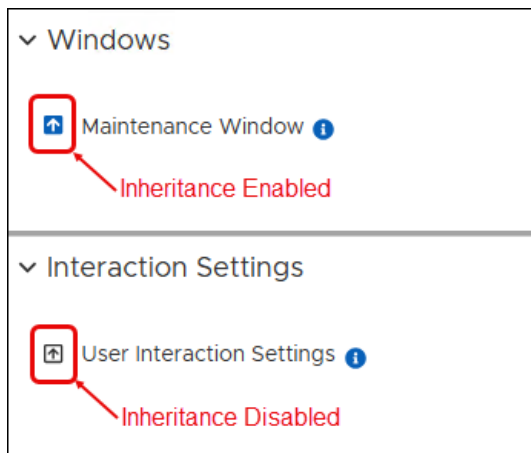 Windows
Maintenance Window
Inheritance Enabled
Interaction Settings
User Interaction Settings
Inheritance Disabled